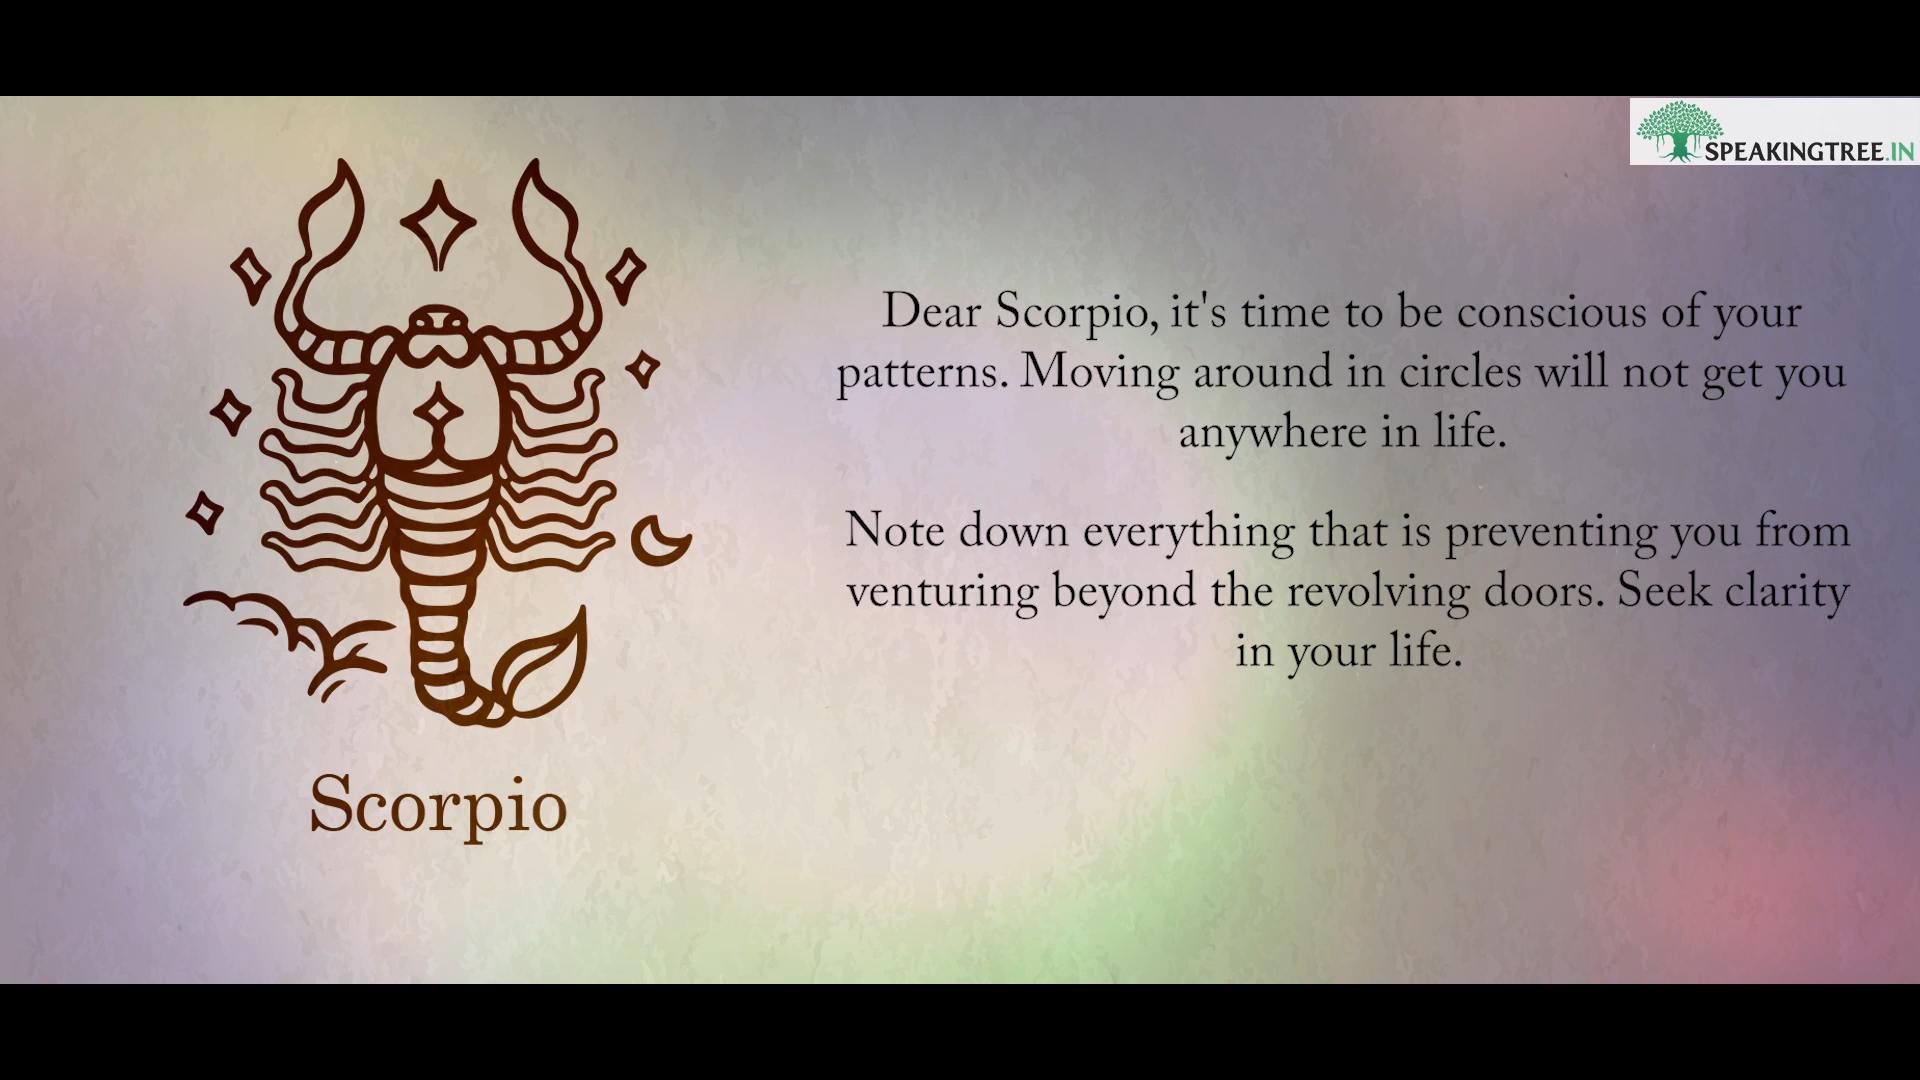 SPEAKINGTREE.IN
Dear Scorpio, it's time to be conscious of your
patterns. Moving around in circles will not get you
anywhere in life.
Note down everything that is preventing you from
venturing beyond the revolving doors. Seek clarity
in your life.
Scorpio